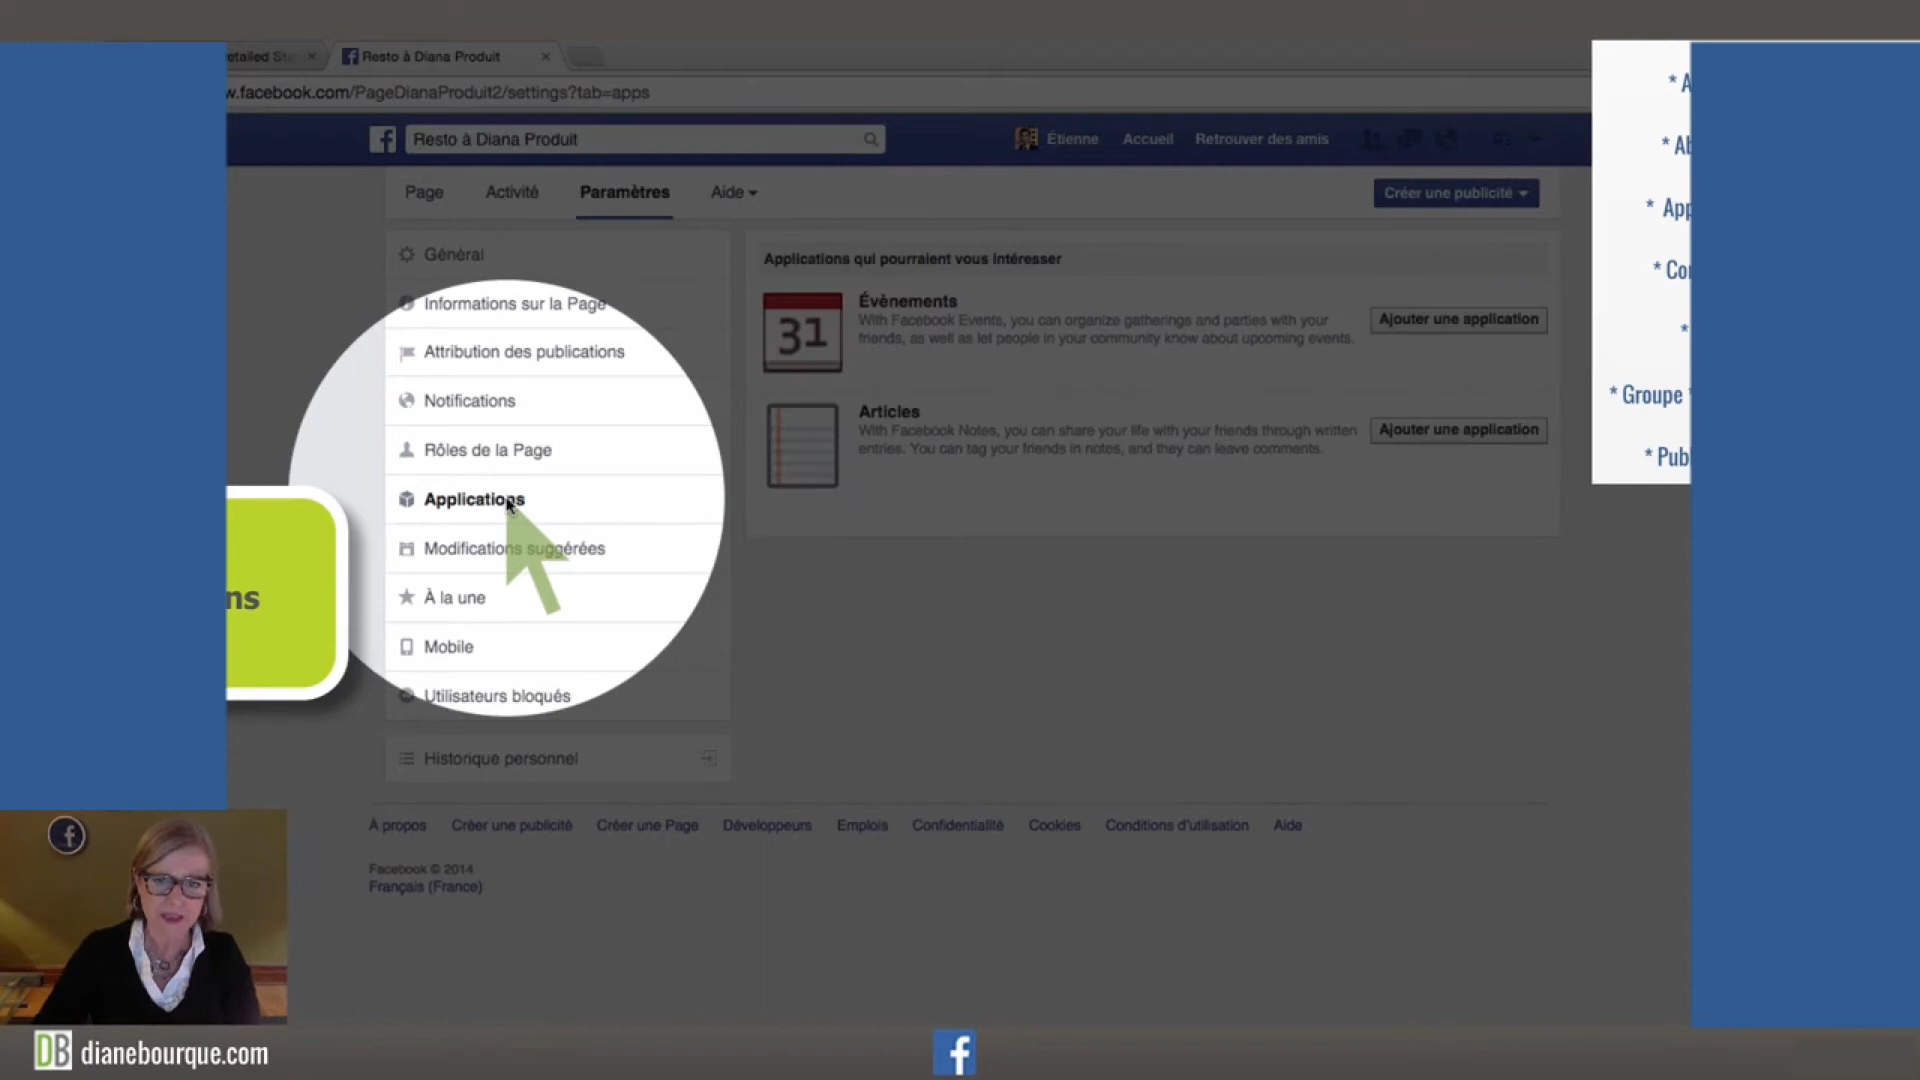 etailed Sta
Resto à Diana Produit
w.facebook.com/PageDianaProduit2/settings?tab=apps
Resto à Diana Produit
Étienne
Accueil
Retrouver des amis
Page
Activité
Paramètres
Aide
Créer une publicité
Général
Informations sur la Page
Attribution des publications
Notifications
Rôles de la Page
Applications
Modifications suggérées
À la une
Mobile
Utilisateurs bloqués
Historique personnel
Applications qui pourraient vous intéresser
31
Évènements
With Facebook Events, you can organize gatherings and parties with your
friends, as well as let people in your community know about upcoming events.
Ajouter une application
Articles
With Facebook Notes, you can share your life with your friends through written
entries. You can tag your friends in notes, and they can leave comments.
Ajouter une application
* A
* Al
* App
* Con
*
* Groupe *
* Publ
ns
À propos
Créer une publicité
Créer une Page
Développeurs
Emplois
Confidentialité
Cookies
Conditions d'utilisation
Aide
Facebook © 2014
Français (France)
DB dianebourque.com